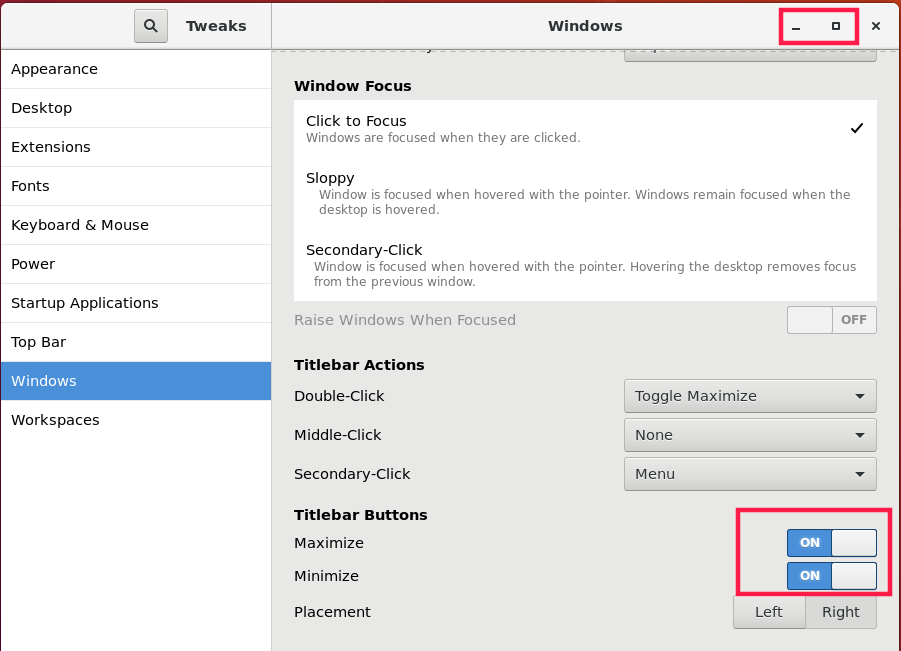 Tweaks
Windows
Appearance
Desktop
Extensions
Fonts
Keyboard & Mouse
Power
Startup Applications
Top Bar
Windows
Workspaces
Window Focus
Click to Focus
Windows are focused when they are clicked.
Sloppy
Window is focused when hovered with the pointer. Windows remain focused when the
desktop is hovered.
Secondary-Click
Window is focused when hovered with the pointer. Hovering the desktop removes focus
from the previous window.
Raise Windows When Focused OFF
Titlebar Actions
Double-Click Toggle Maximize
Middle-Click None
Secondary-Click Menu
Titlebar Buttons
Maximize ON
Minimize ON
Placement Left Right